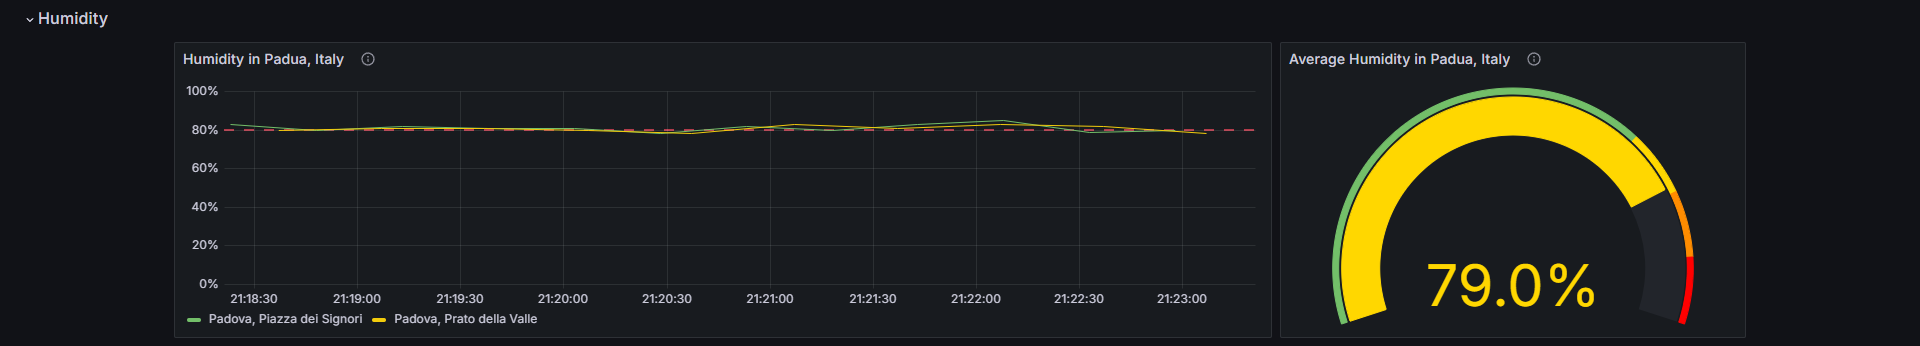 Humidity
Humidity in Padua, Italy
100%
80%
60%
40%
20%
0%
21:18:30 21:19:00 21:19:30 21:20:00 21:20:30 21:21:00 21:21:30 21:22:00 21:22:30 21:23:00
Padova, Piazza dei Signori Padova, Prato della Valle
Average Humidity in Padua, Italy
79.0%